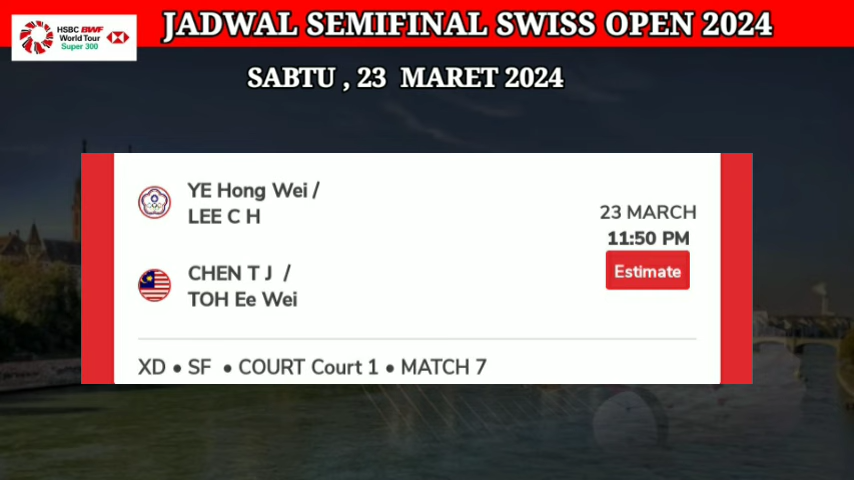 HSBC BWF
World Tour
Super 300
JADWAL SEMIFINAL SWISS OPEN 2024
SABTU , 23 MARET 2024
YE Hong Wei /
LEE C H
CHEN T J /
TOH Ee Wei
23 MARCH
11:50 PM
Estimate
XD • SF • COURT Court 1 • MATCH 7